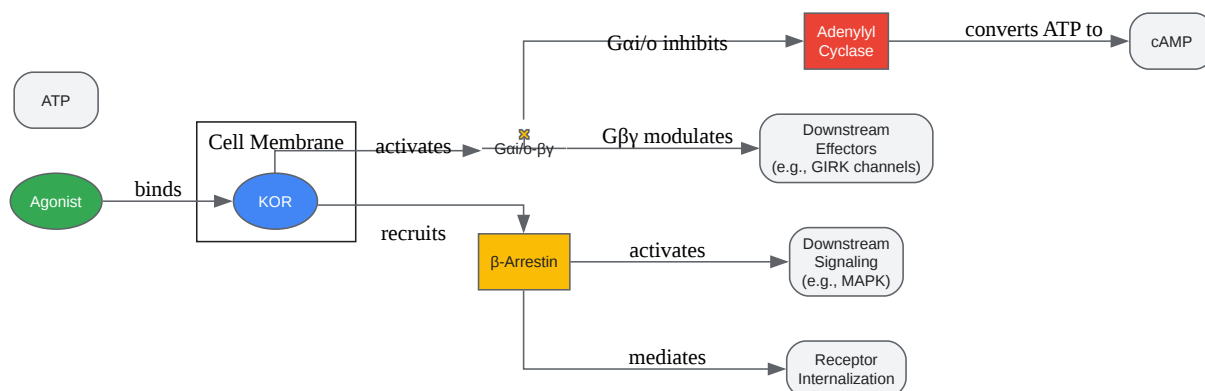 Gαi/o inhibits
Adenylyl
Cyclase
converts ATP to
cAMP
ATP
Cell Membrane
activates
Gαi/o-βγ
Gβγ modulates
Downstream
Effectors
(e.g., GIRK channels)
Agonist
binds
KOR
recruits
β-Arrestin
activates
Downstream
Signaling
(e.g., MAPK)
mediates
Receptor
Internalization